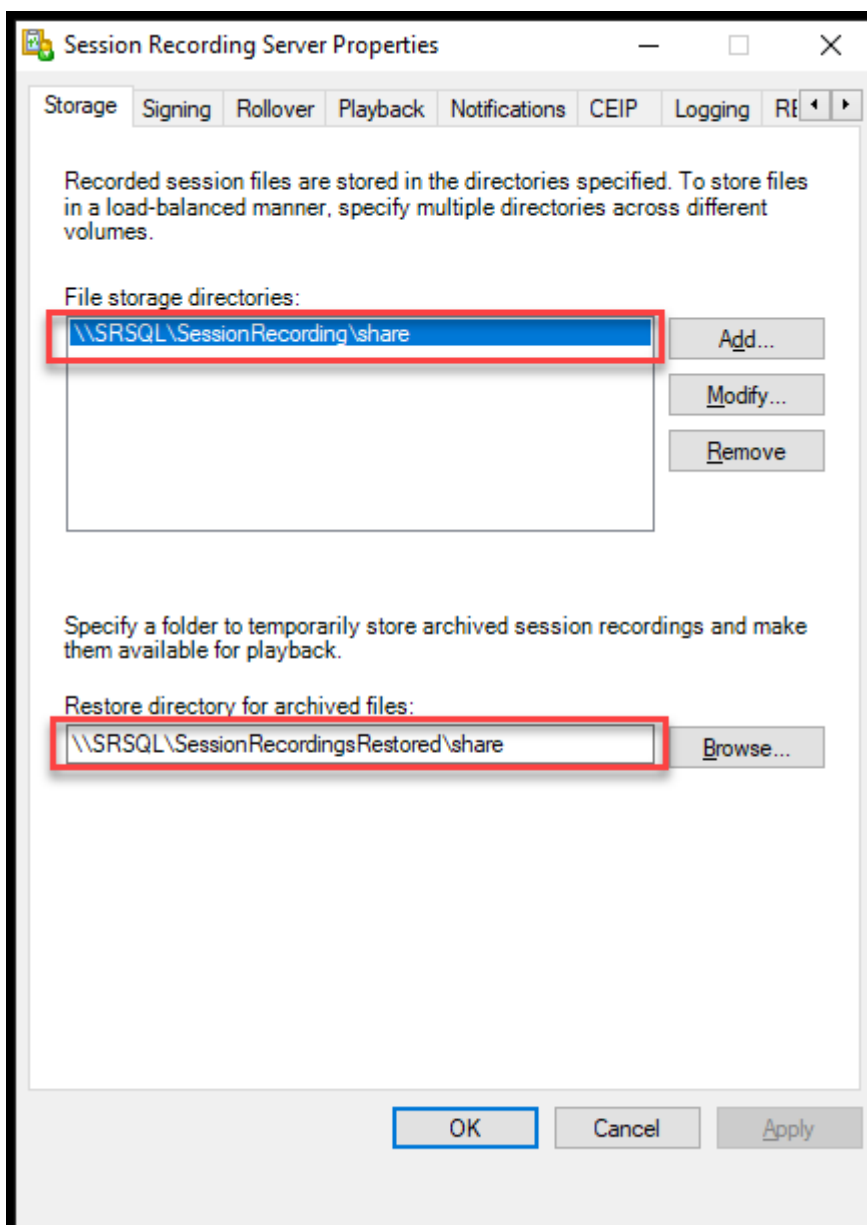 Session Recording Server Properties
Storage Signing Rollover Playback Notifications CEIP Logging RE
Recorded session files are stored in the directories specified. To store files
in a load-balanced manner, specify multiple directories across different
volumes.
File storage directories:
\\SRSQL\SessionRecording\share
Add...
Modify...
Remove
Specify a folder to temporarily store archived session recordings and make
them available for playback.
Restore directory for archived files:
\\SRSQL\SessionRecordingsRestored\share
Browse...
OK Cancel Apply